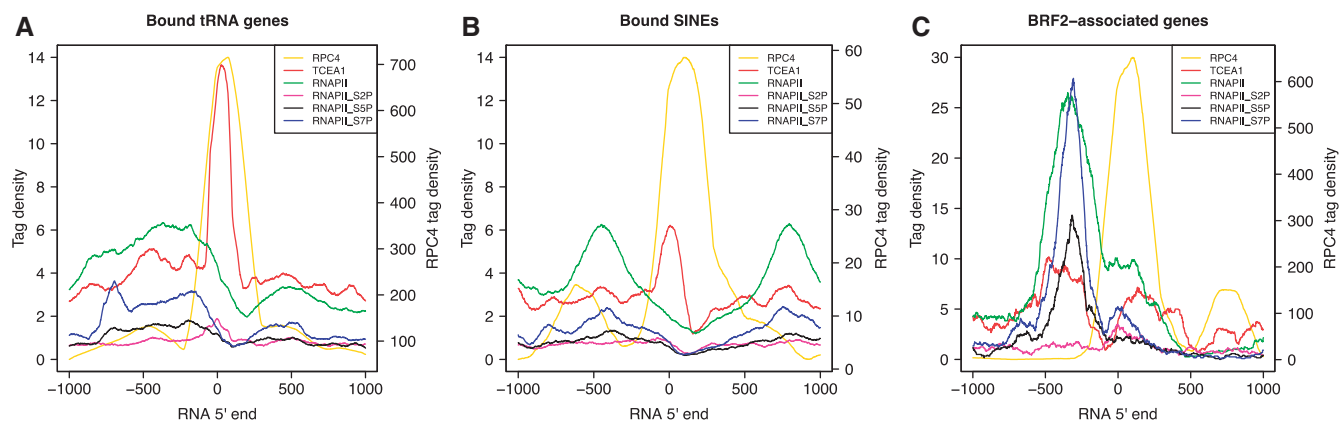 A
Bound tRNA genes
Tag density
14
12
10
8
6
4
2
0
RPC4
TCEA1
RNAPII
RNAPII_S2P
RNAPII_S5P
RNAPII_S7P
700
600
500
400
300
200
100
RPC4 tag density
−1000 −500 0 500 1000
RNA 5' end
B
Bound SINEs
Tag density
14
12
10
8
6
4
2
0
RPC4
TCEA1
RNAPII
RNAPII_S2P
RNAPII_S5P
RNAPII_S7P
60
50
40
30
20
10
0
RPC4 tag density
−1000 −500 0 500 1000
RNA 5' end
C
BRF2−associated genes
Tag density
30
25
20
15
10
5
0
RPC4
TCEA1
RNAPII
RNAPII_S2P
RNAPII_S5P
RNAPII_S7P
600
500
400
300
200
100
0
RPC4 tag density
−1000 −500 0 500 1000
RNA 5' end